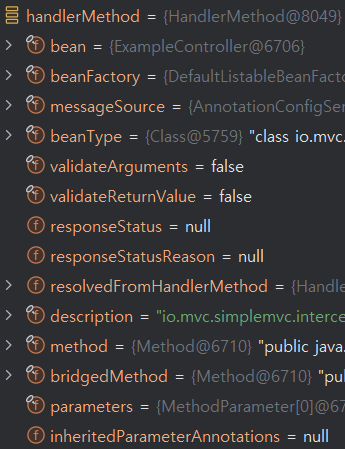 handlerMethod = {HandlerMethod@8049}
bean = {ExampleController@6706}
beanFactory = {DefaultListableBeanFacto
messageSource = {AnnotationConfigSer
beanType = {Class@5759} "class io.mvc.
validateArguments = false
validateReturnValue = false
responseStatus = null
responseStatusReason = null
resolvedFromHandlerMethod = {Handle
description = "io.mvc.simplemvc.interce
method = {Method@6710} "public java.
bridgedMethod = {Method@6710} "pu
parameters = {MethodParameter[0]@67
inheritedParameterAnnotations = null